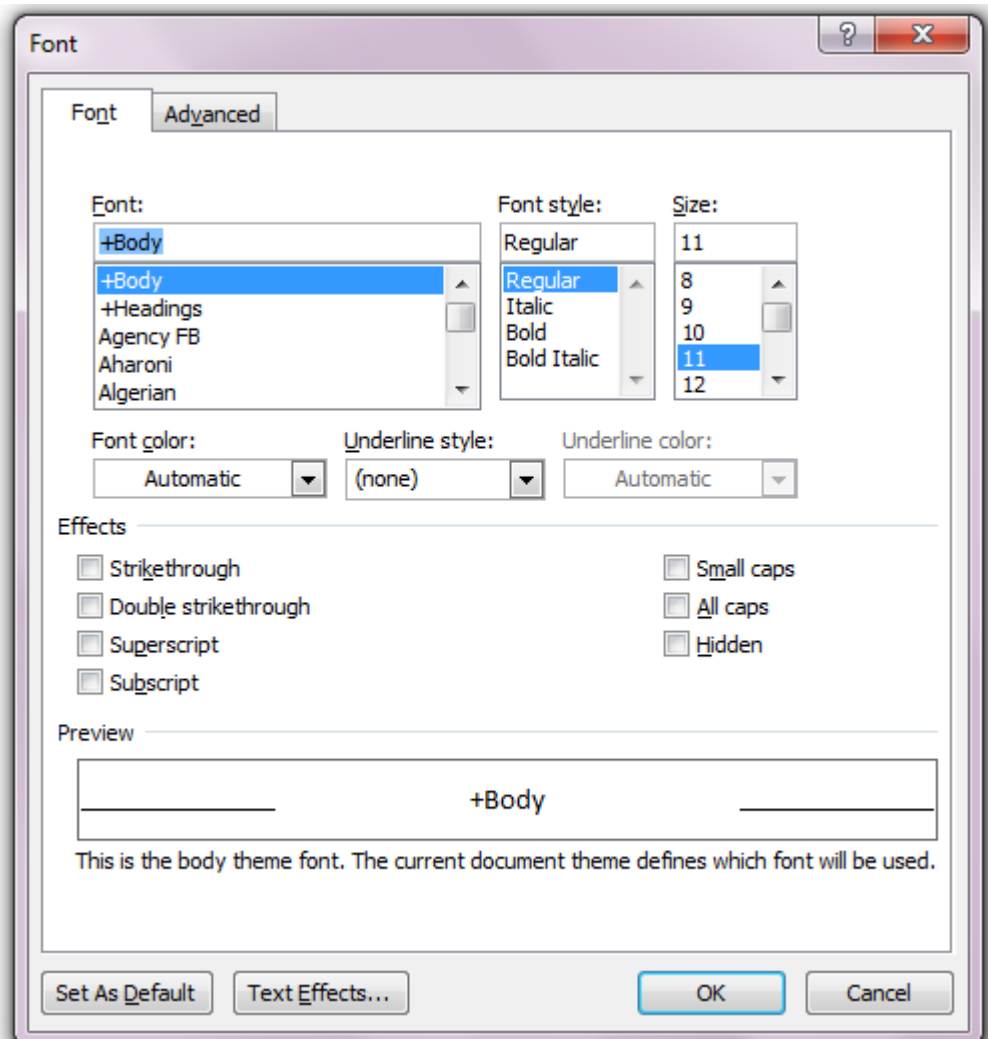 Font
Font Advanced
Font: Font style: Size:
+Body Regular 11
+Body Regular 8
+Headings Italic 9
Agency FB Bold 10
Aharoni Bold Italic 11
Algerian 12
Font color: Underline style: Underline color:
Automatic (none) Automatic
Effects
Strikethrough Small caps
Double strikethrough All caps
Superscript Hidden
Subscript
Preview
+Body
This is the body theme font. The current document theme defines which font will be used.
Set As Default Text Effects... OK Cancel